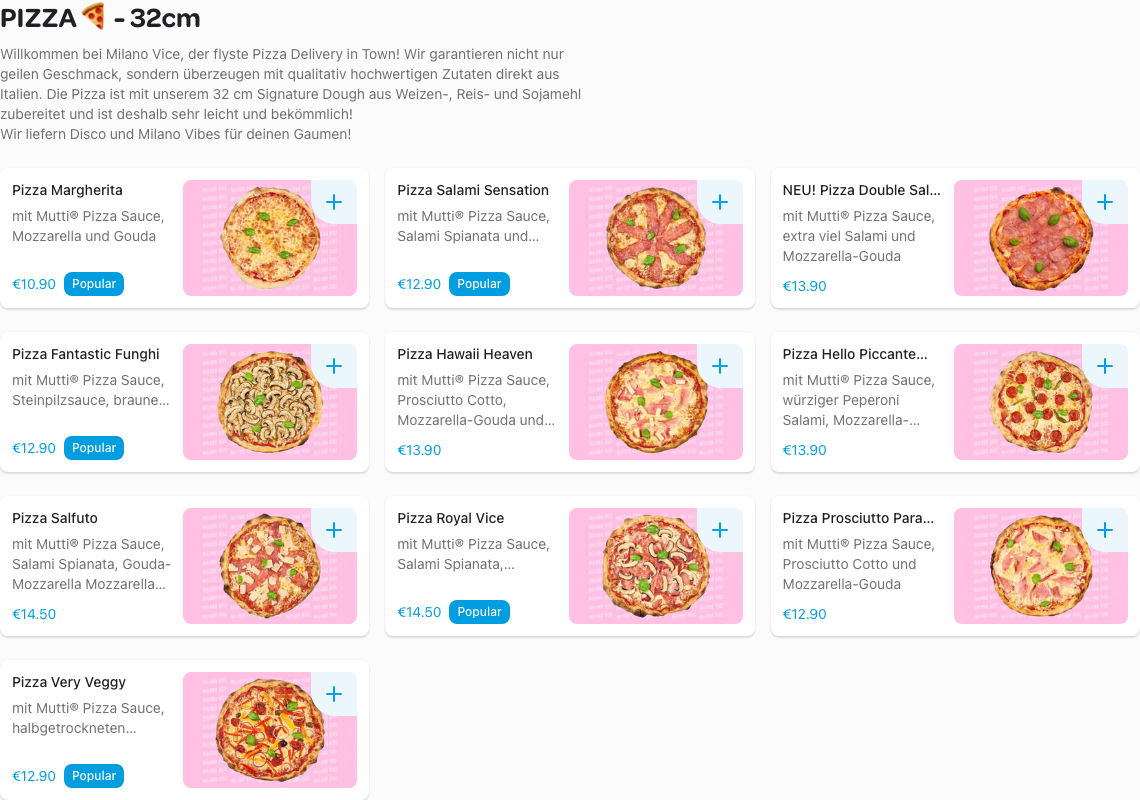 PIZZA🍕 - 32cm
Willkommen bei Milano Vice, der flyste Pizza Delivery in Town! Wir garantieren nicht nur
geilen Geschmack, sondern überzeugen mit qualitativ hochwertigen Zutaten direkt aus
Italien. Die Pizza ist mit unserem 32 cm Signature Dough aus Weizen-, Reis- und Sojamehl
zubereitet und ist deshalb sehr leicht und bekömmlich!
Wir liefern Disco und Milano Vibes für deinen Gaumen!
Pizza Margherita
mit Mutti® Pizza Sauce,
Mozzarella und Gouda
€10.90 Popular
Pizza Salami Sensation
mit Mutti® Pizza Sauce,
Salami Spianata und...
€12.90 Popular
NEU! Pizza Double Sal...
mit Mutti® Pizza Sauce,
extra viel Salami und
Mozzarella-Gouda
€13.90
Pizza Fantastic Funghi
mit Mutti® Pizza Sauce,
Steinpilzsauce, braune...
€12.90 Popular
Pizza Hawaii Heaven
mit Mutti® Pizza Sauce,
Prosciutto Cotto,
Mozzarella-Gouda und...
€13.90
Pizza Hello Piccante...
mit Mutti® Pizza Sauce,
würziger Peperoni
Salami, Mozzarella-...
€13.90
Pizza Salfuto
mit Mutti® Pizza Sauce,
Salami Spianata, Gouda-
Mozzarella Mozzarella...
€14.50
Pizza Royal Vice
mit Mutti® Pizza Sauce,
Salami Spianata,...
€14.50 Popular
Pizza Prosciutto Para...
mit Mutti® Pizza Sauce,
Prosciutto Cotto und
Mozzarella-Gouda
€12.90
Pizza Very Veggy
mit Mutti® Pizza Sauce,
halbgetrockneten...
€12.90 Popular